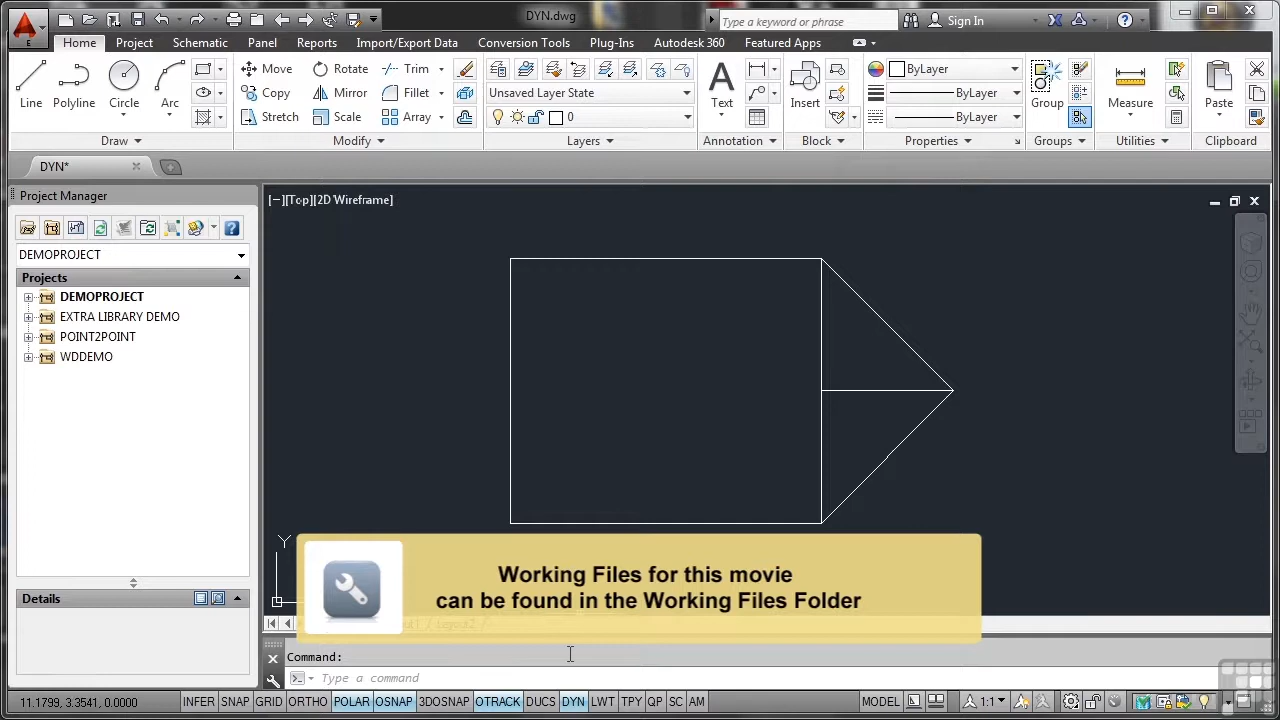 DYN.dwg
Type a keyword or phrase
Sign In
Home
Project
Schematic
Panel
Reports
Import/Export Data
Conversion Tools
Plug-Ins
Autodesk 360
Featured Apps
E
Line
Polyline
Circle
Arc
Move
Rotate
Trim
Copy
Mirror
Fillet
Stretch
Scale
Array
Unsaved Layer State
0
Text
Insert
ByLayer
ByLayer
ByLayer
Group
Measure
Paste
Draw
Modify
Layers
Annotation
Block
Properties
Groups
Utilities
Clipboard
DYN*
Project Manager
DEMOPROJECT
Projects
DEMOPROJECT
EXTRA LIBRARY DEMO
POINT2POINT
WDDEMO
Details
[−][Top][2D Wireframe]
Y
Working Files for this movie
can be found in the Working Files Folder
Command:
Type a command
11.1799, 3.3541, 0.0000
INFER
SNAP
GRID
ORTHO
POLAR
OSNAP
3DOSNAP
OTRACK
DUCS
DYN
LWT
TPY
QP
SC
AM
MODEL
1:1